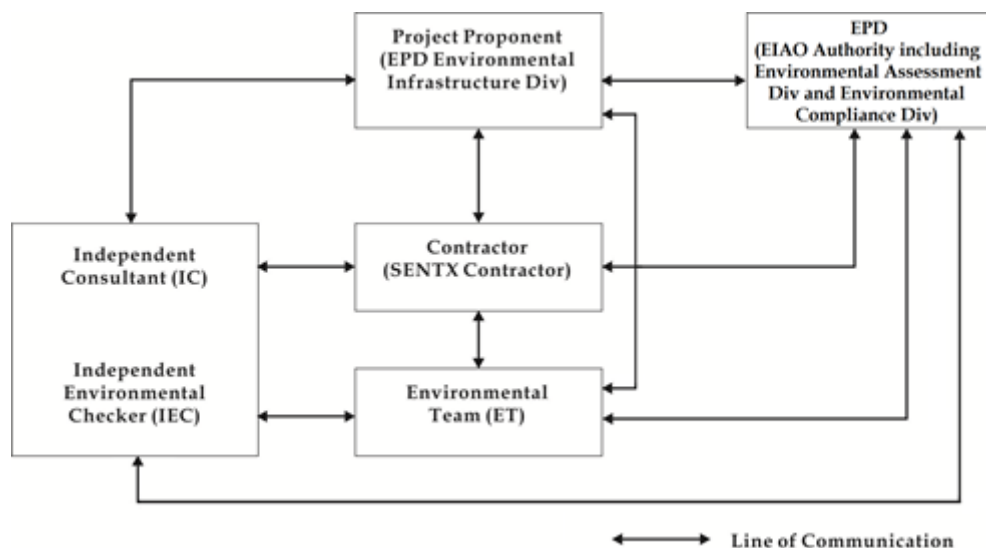 Project Proponent
(EPD Environmental
Infrastructure Div)
EPD
(EIAO Authority including
Environmental Assessment
Div and Environmental
Compliance Div)
Independent
Consultant (IC)
Contractor
(SENTX Contractor)
Independent
Environmental
Checker (IEC)
Environmental
Team (ET)
Line of Communication